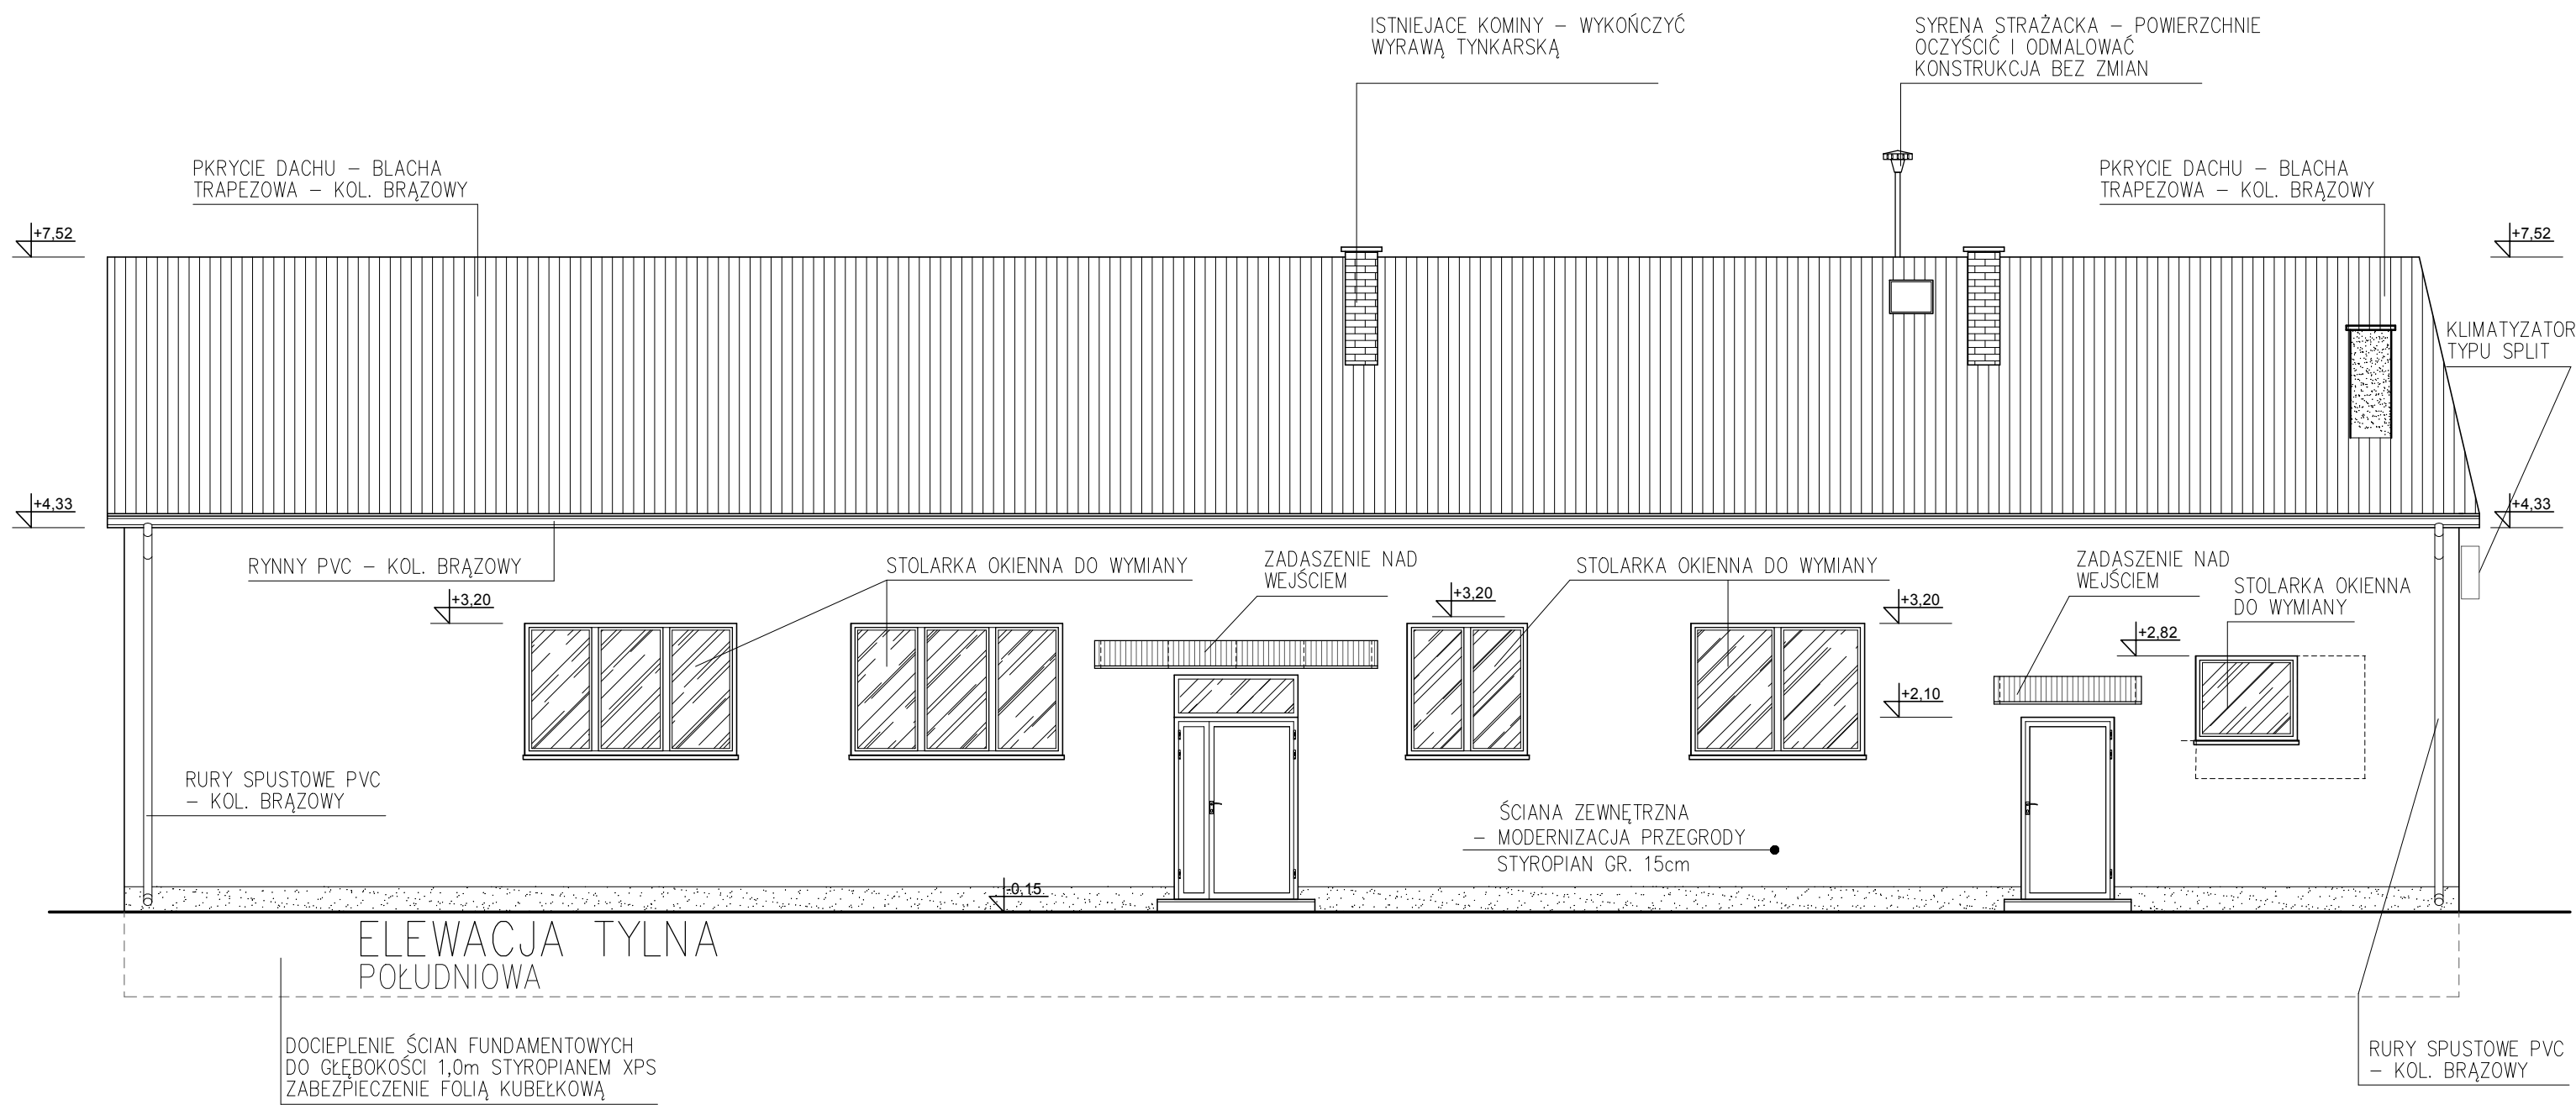 ISTNIEJACE KOMINY – WYKOŃCZYĆ
WYRAWĄ TYNKARSKĄ
SYRENA STRAŻACKA – POWIERZCHNIE
OCZYŚCIĆ I ODMALOWAĆ
KONSTRUKCJA BEZ ZMIAN
PKRYCIE DACHU – BLACHA
TRAPEZOWA – KOL. BRĄZOWY
PKRYCIE DACHU – BLACHA
TRAPEZOWA – KOL. BRĄZOWY
+7,52
+7,52
KLIMATYZATOR
TYPU SPLIT
+4,33
+4,33
RYNNY PVC – KOL. BRĄZOWY
STOLARKA OKIENNA DO WYMIANY
ZADASZENIE NAD
WEJŚCIEM
STOLARKA OKIENNA DO WYMIANY
ZADASZENIE NAD
WEJŚCIEM
STOLARKA OKIENNA
DO WYMIANY
+3,20
+3,20
+3,20
+2,82
+2,10
RURY SPUSTOWE PVC
– KOL. BRĄZOWY
ŚCIANA ZEWNĘTRZNA
– MODERNIZACJA PRZEGRODY
STYROPIAN GR. 15cm
-0,15
ELEWACJA TYLNA
POŁUDNIOWA
DOCIEPLENIE ŚCIAN FUNDAMENTOWYCH
DO GŁĘBOKOŚCI 1,0m STYROPIANEM XPS
ZABEZPIECZENIE FOLIĄ KUBEŁKOWĄ
RURY SPUSTOWE PVC
– KOL. BRĄZOWY